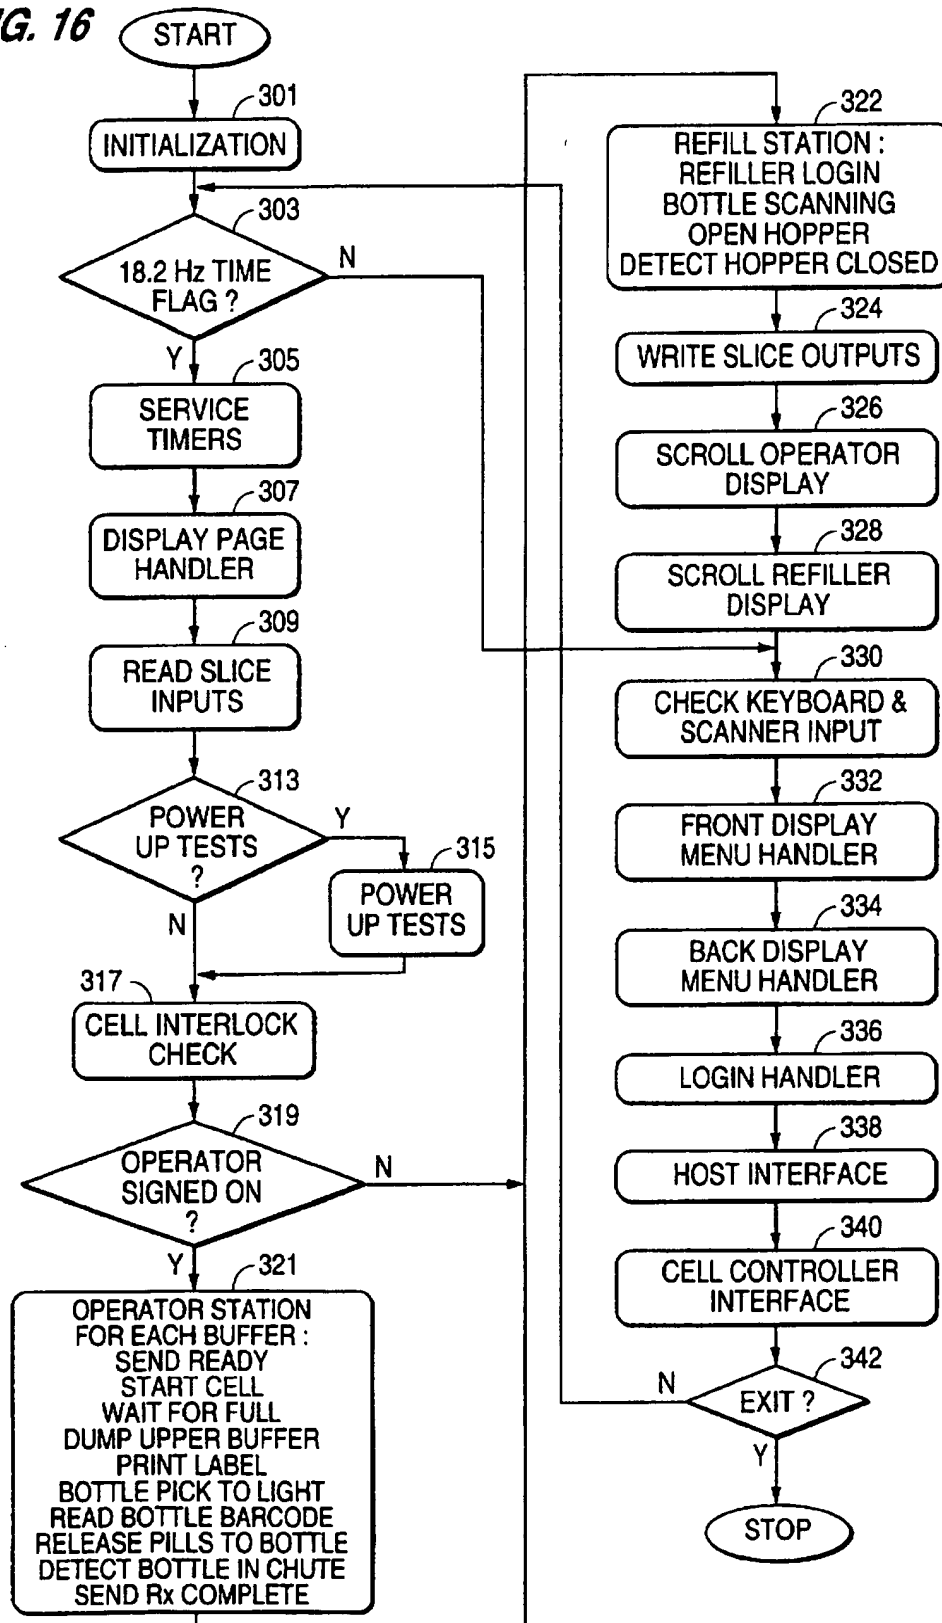 FIG. 16
START
301
INITIALIZATION
303
18.2 Hz TIME
FLAG ?
N
Y
305
SERVICE
TIMERS
307
DISPLAY PAGE
HANDLER
309
READ SLICE
INPUTS
313
POWER
UP TESTS
?
Y
N
315
POWER
UP TESTS
317
CELL INTERLOCK
CHECK
319
OPERATOR
SIGNED ON
?
N
Y
321
OPERATOR STATION
FOR EACH BUFFER :
SEND READY
START CELL
WAIT FOR FULL
DUMP UPPER BUFFER
PRINT LABEL
BOTTLE PICK TO LIGHT
READ BOTTLE BARCODE
RELEASE PILLS TO BOTTLE
DETECT BOTTLE IN CHUTE
SEND Rx COMPLETE
322
REFILL STATION :
REFILLER LOGIN
BOTTLE SCANNING
OPEN HOPPER
DETECT HOPPER CLOSED
324
WRITE SLICE OUTPUTS
326
SCROLL OPERATOR
DISPLAY
328
SCROLL REFILLER
DISPLAY
330
CHECK KEYBOARD &
SCANNER INPUT
332
FRONT DISPLAY
MENU HANDLER
334
BACK DISPLAY
MENU HANDLER
336
LOGIN HANDLER
338
HOST INTERFACE
340
CELL CONTROLLER
INTERFACE
342
EXIT ?
N
Y
STOP